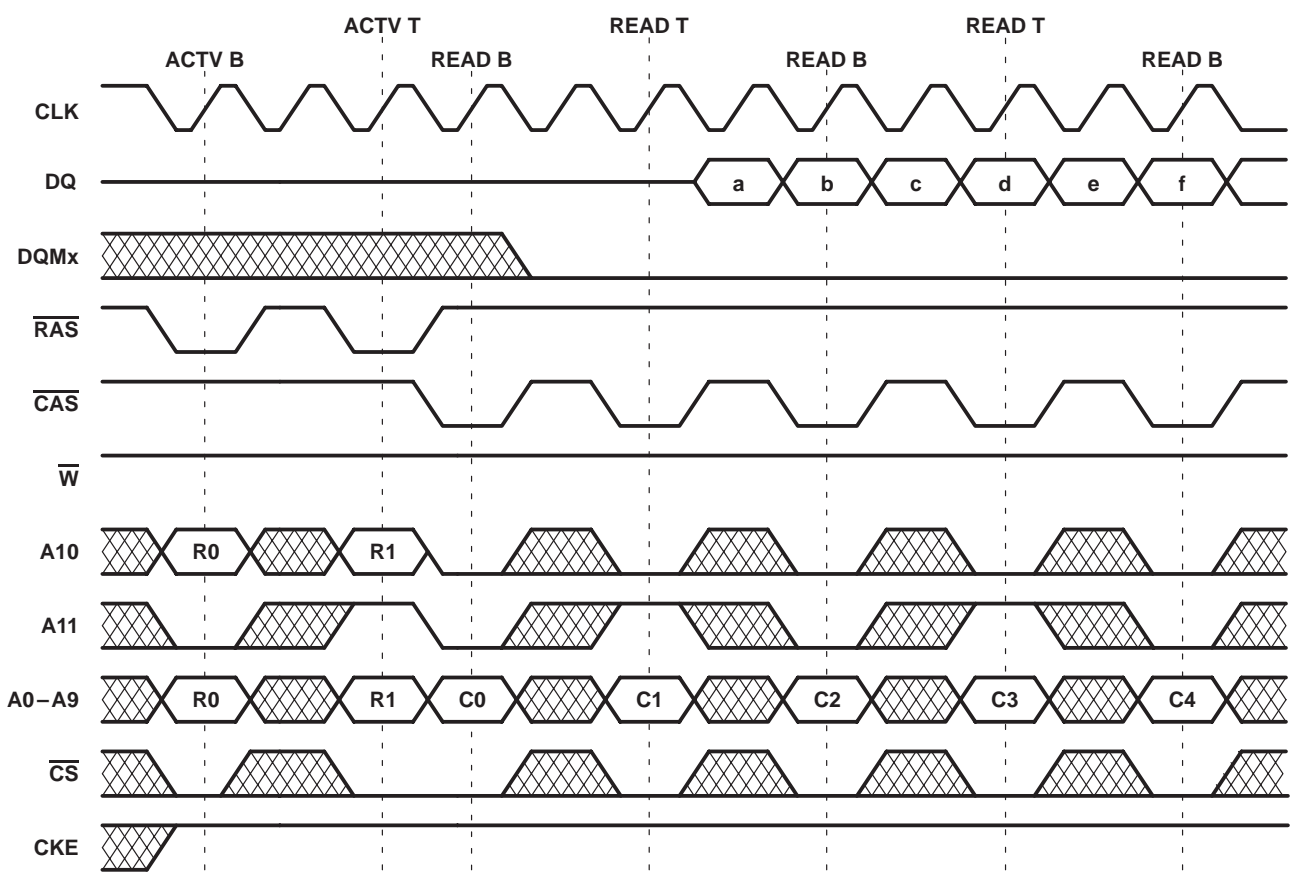 ACTV T READ T READ T
ACTV B READ B READ B READ B
CLK
DQ a b c d e f
DQMx
RAS
CAS
W
A10 R0 R1
A11
A0–A9 R0 R1 C0 C1 C2 C3 C4
CS
CKE